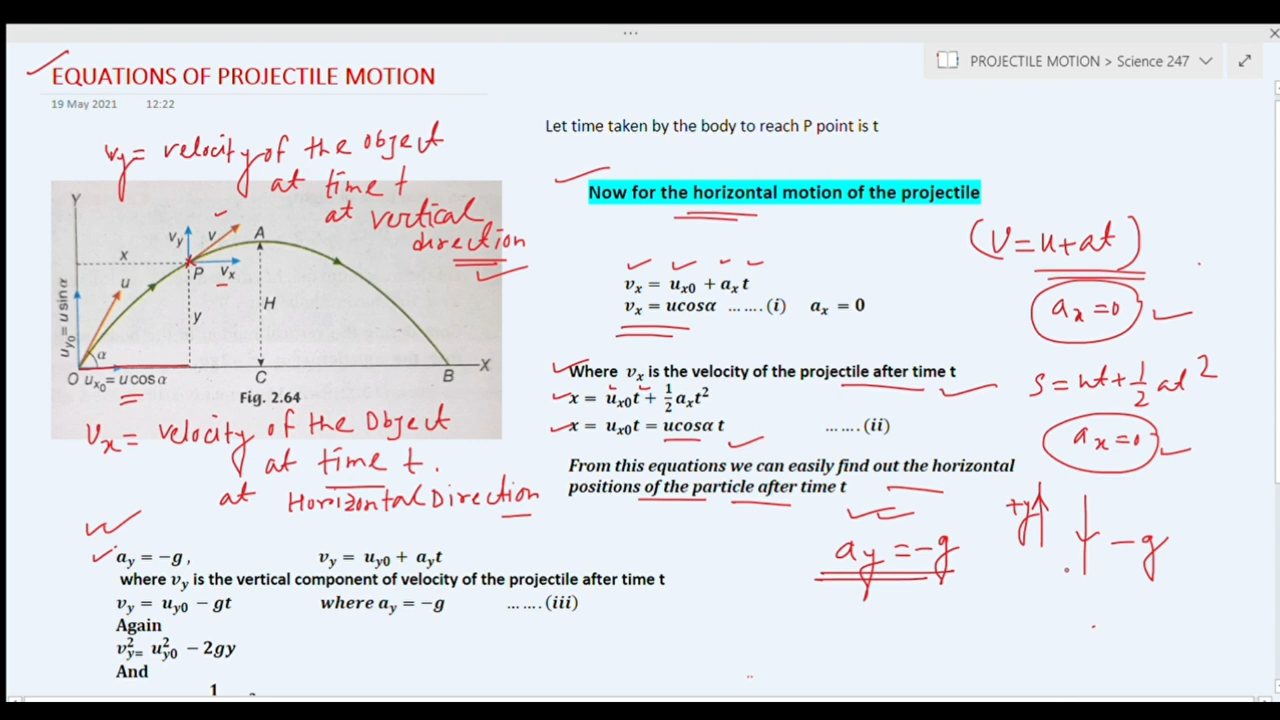 EQUATIONS OF PROJECTILE MOTION
19 May 2021 12:22
PROJECTILE MOTION > Science 247
Let time taken by the body to reach P point is t
vy = velocity of the object
at time t
at vertical
direction
Y
A
vy
v
x
P
vx
u
H
y
uy₀ = u sin α
α
O ux₀ = u cos α
C
B
X
Fig. 2.64
vx = velocity of the Object
at time t.
at Horizontal Direction
Now for the horizontal motion of the projectile
vx = ux0 + axt
vx = ucosα ... .... (i) ax = 0
(V = u + at)
ax = 0
Where vx is the velocity of the projectile after time t
x = ux0t + 1/2 axt²
x = ux0t = ucosα t ... .... (ii)
S = ut + 1/2 at²
ax = 0
From this equations we can easily find out the horizontal
positions of the particle after time t
ay = -g
+y
-g
ay = -g , vy = uy0 + ayt
where vy is the vertical component of velocity of the projectile after time t
vy = uy0 - gt where ay = -g ... .... (iii)
Again
vy²= uy0² - 2gy
And
1